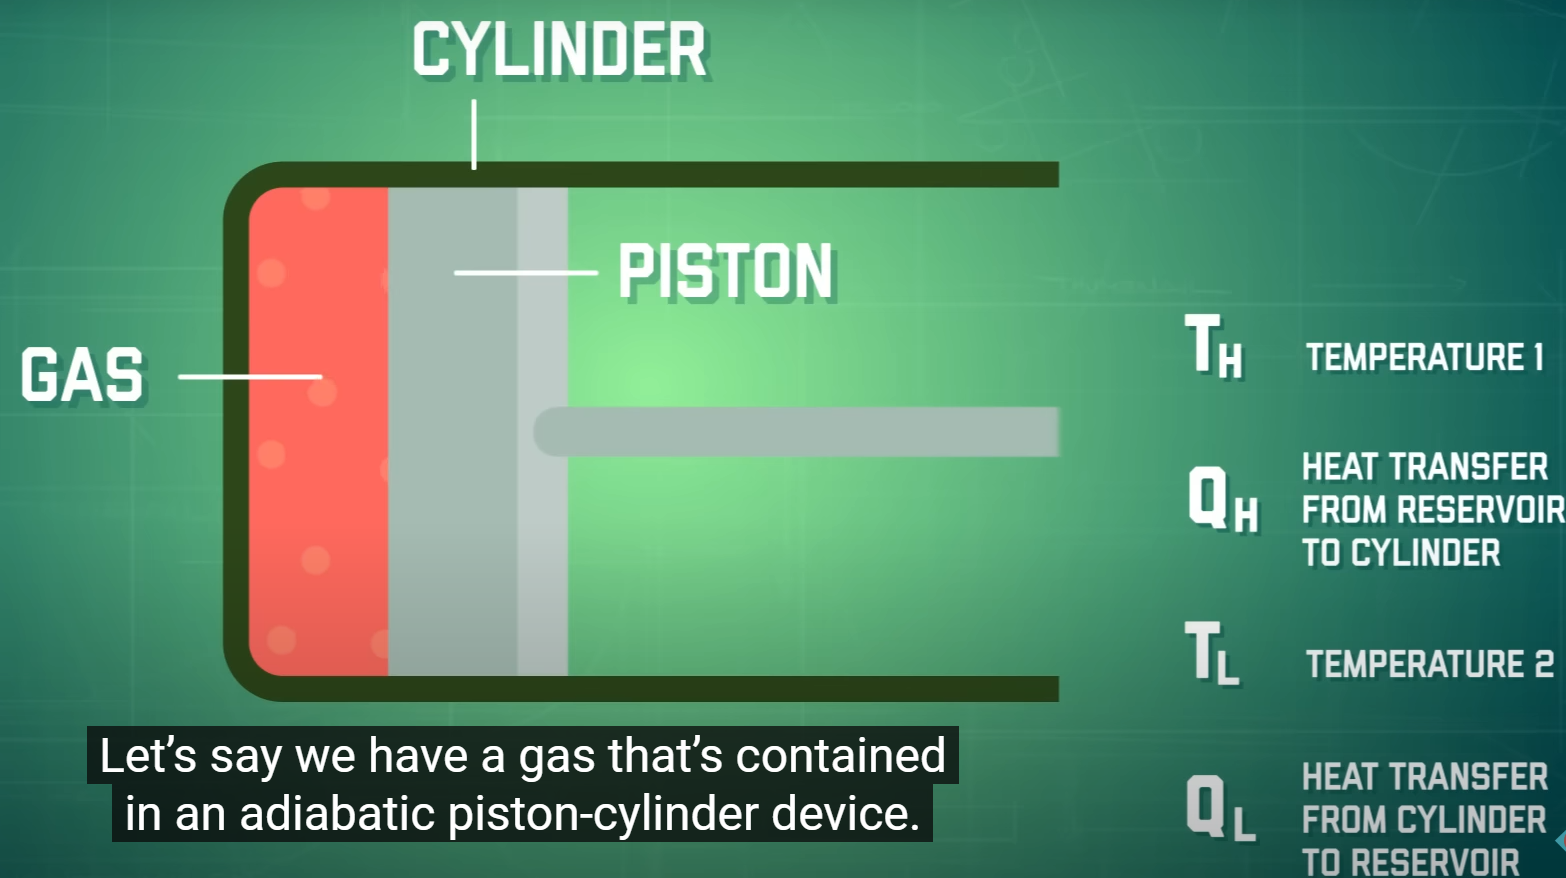 CYLINDER
PISTON
GAS
T_H TEMPERATURE 1
Q_H HEAT TRANSFER
FROM RESERVOIR
TO CYLINDER
T_L TEMPERATURE 2
Q_L HEAT TRANSFER
FROM CYLINDER
TO RESERVOIR
Let's say we have a gas that's contained
in an adiabatic piston-cylinder device.